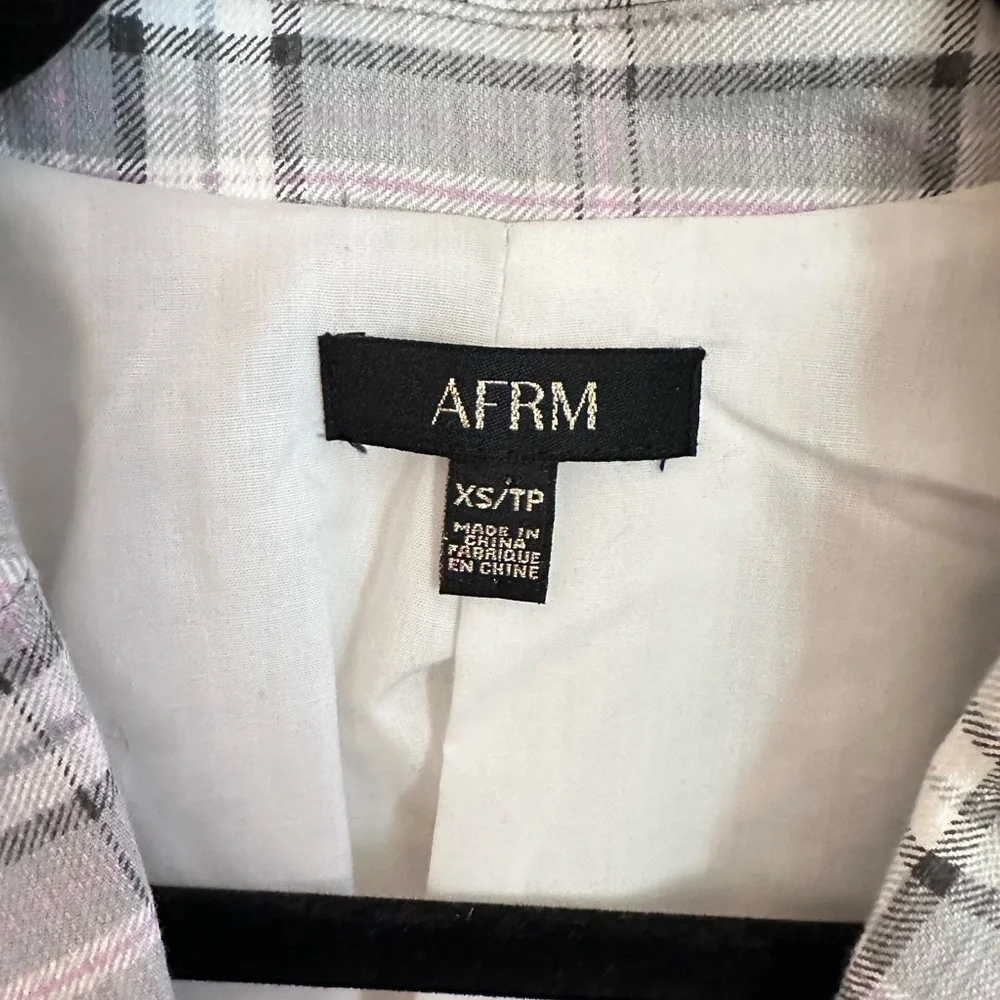 AFRM
XS/TP
MADE IN
CHINA
FABRIQUE
EN CHINE